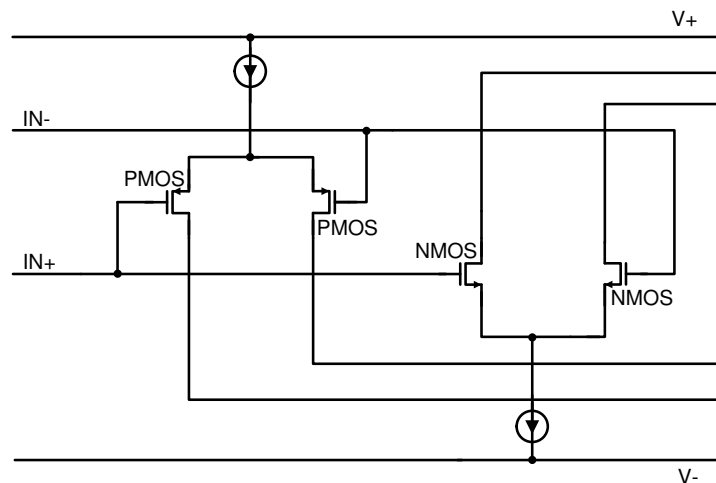 V+
IN-
PMOS
PMOS
NMOS
IN+
NMOS
V-